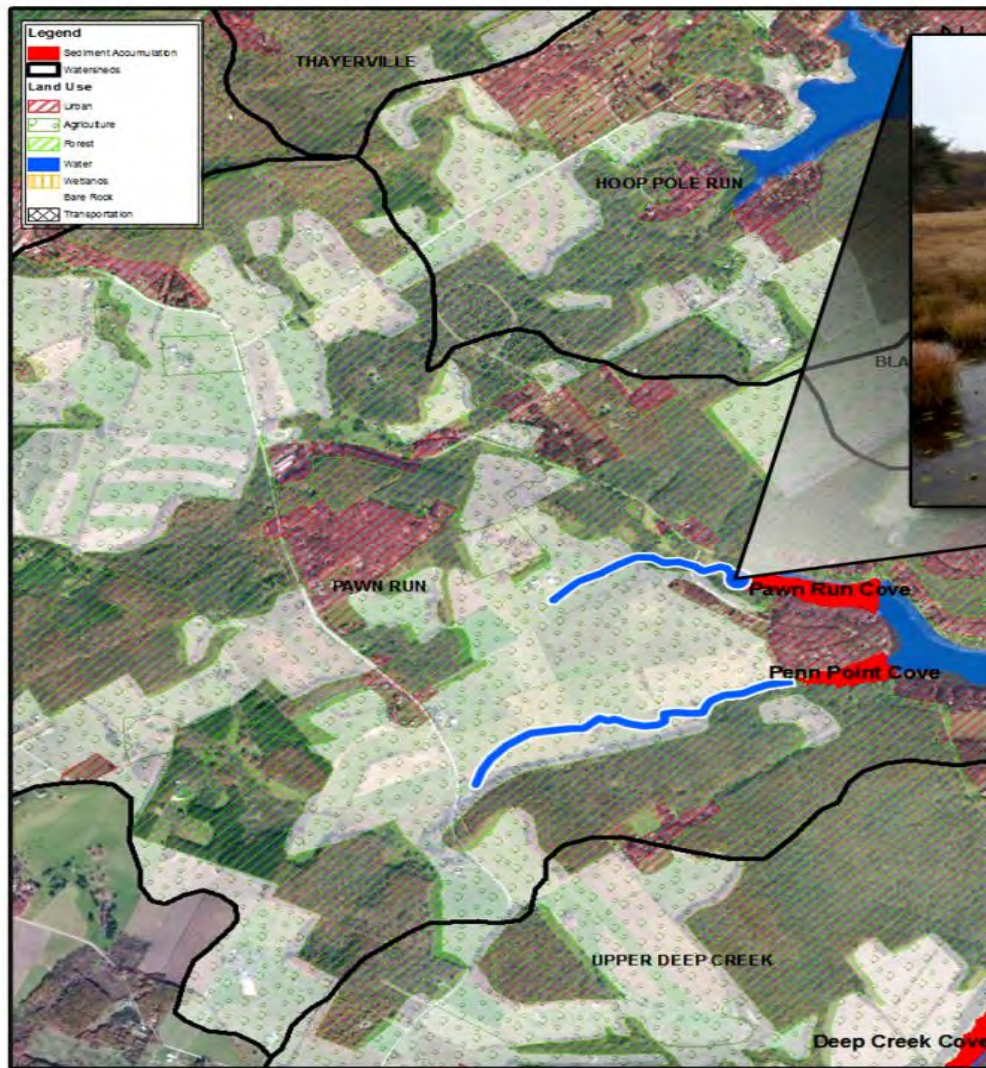 Legend
Sediment Accumulation
Watersheds
Land Use
Urban
Agriculture
Forest
Water
Wetlands
Bare Rock
Transportation
THAYERVILLE
HOOP POLE RUN
BLA
PAWN RUN
Pawn Run Cove
Penn Point Cove
UPPER DEEP CREEK
Deep Creek Cove